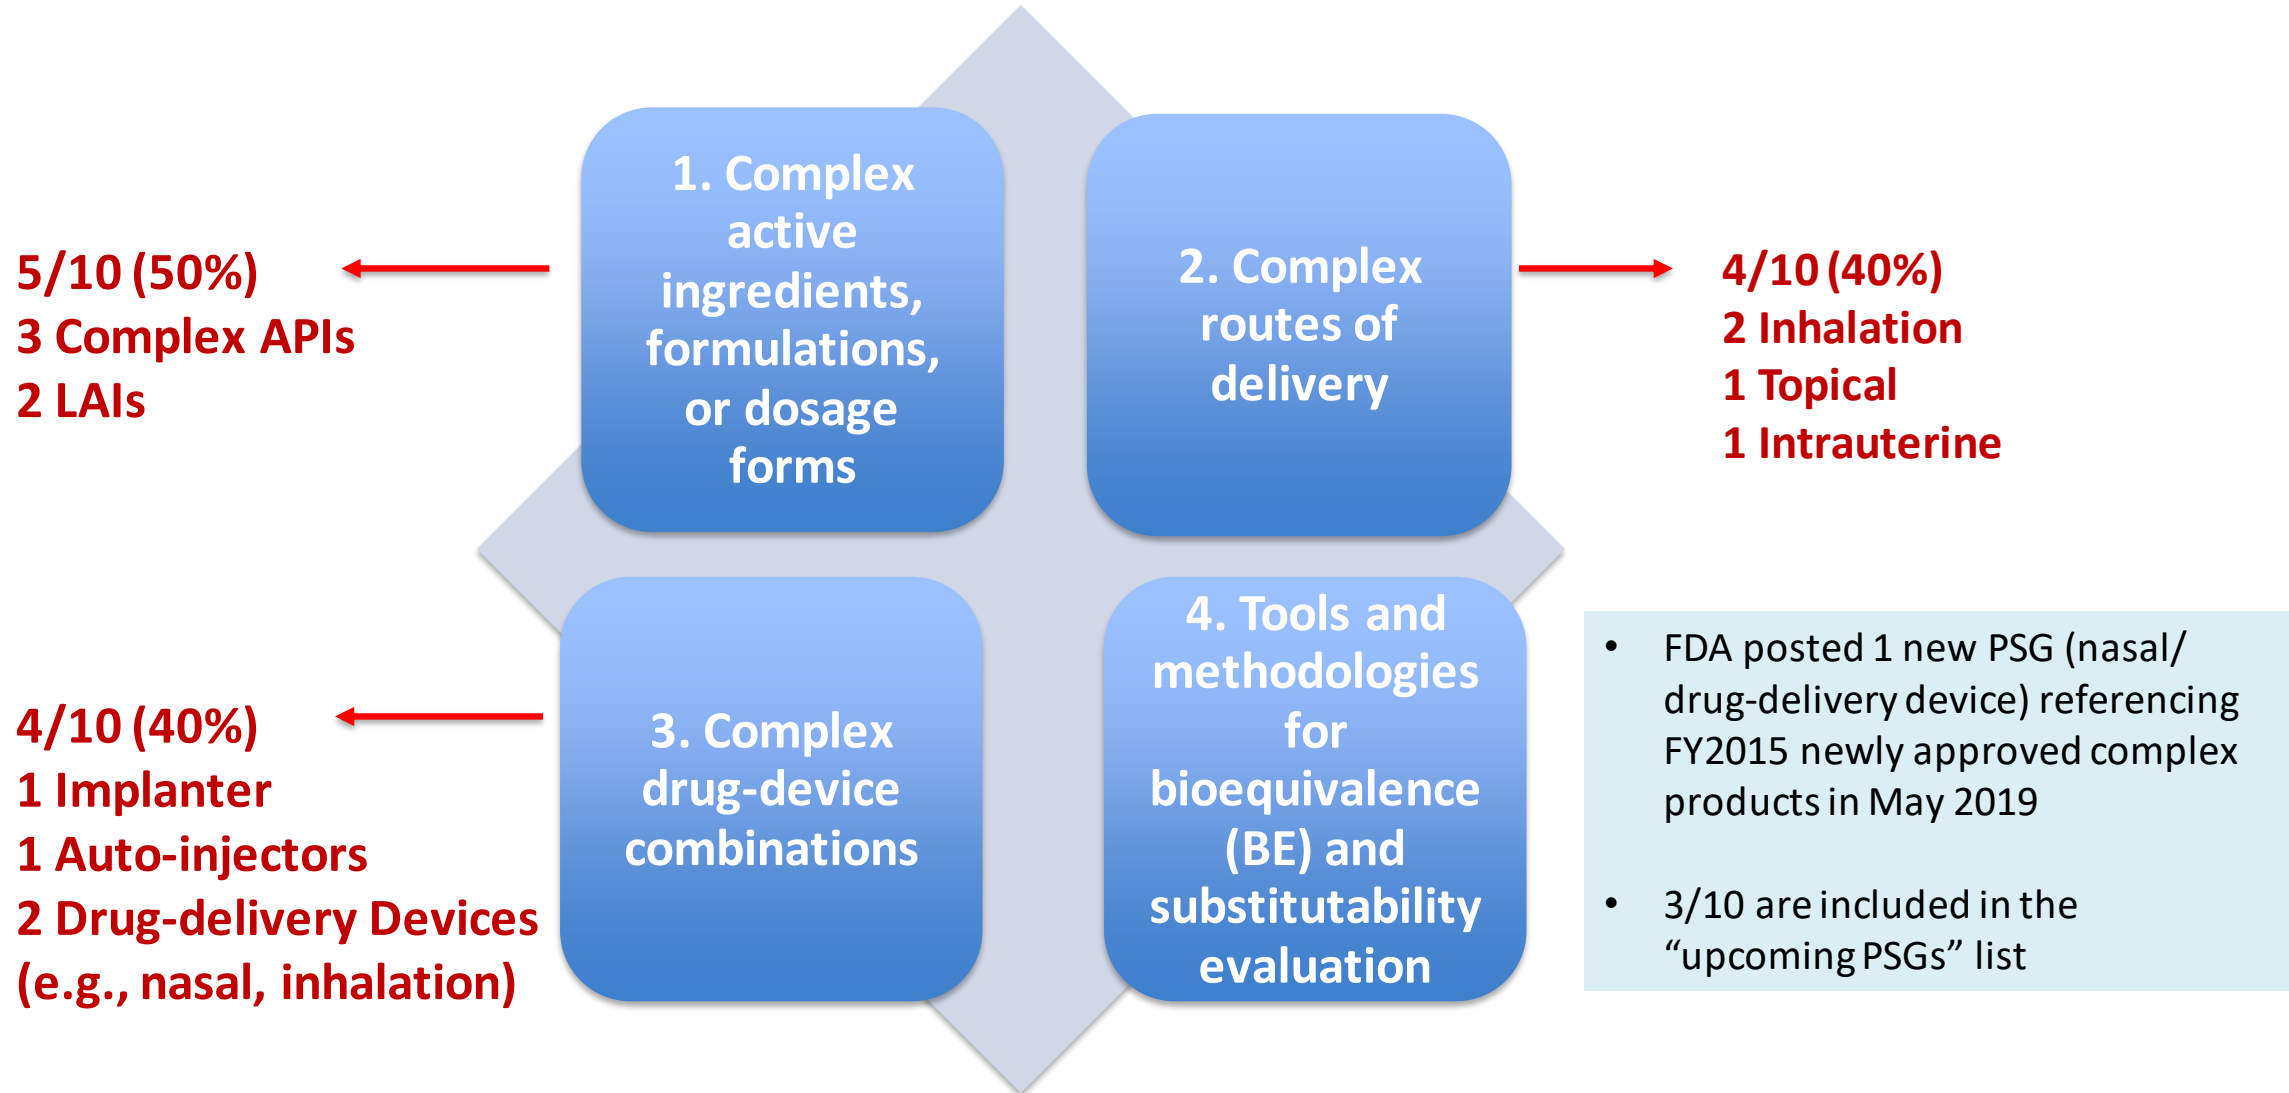 1. Complex
active
ingredients,
formulations,
or dosage
forms
5/10 (50%)
3 Complex APIs
2 LAIs
2. Complex
routes of
delivery
4/10 (40%)
2 Inhalation
1 Topical
1 Intrauterine
3. Complex
drug-device
combinations
4/10 (40%)
1 Implanter
1 Auto-injectors
2 Drug-delivery Devices
(e.g., nasal, inhalation)
4. Tools and
methodologies
for
bioequivalence
(BE) and
substitutability
evaluation
• FDA posted 1 new PSG (nasal/
drug-delivery device) referencing
FY2015 newly approved complex
products in May 2019
• 3/10 are included in the
“upcoming PSGs” list